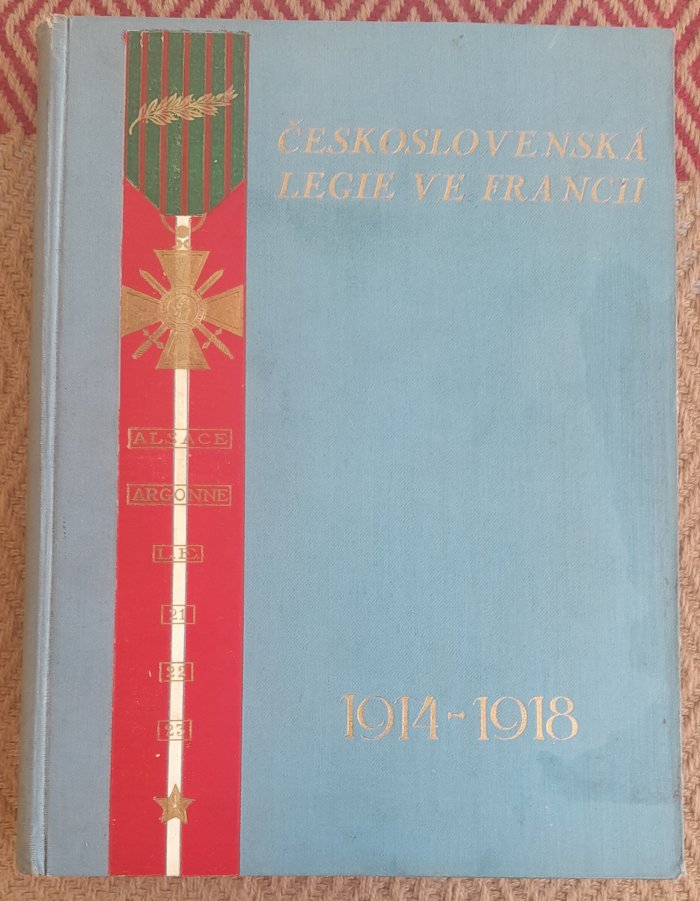 ČESKOSLOVENSKÁ
LEGIE VE FRANCII
ALSACE
ARGONNE
L.E.
21
22
23
1914-1918